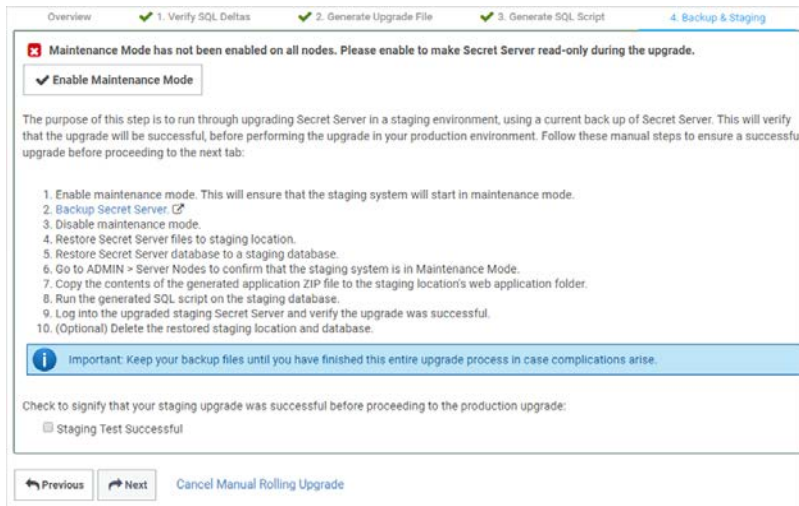 Overview 1. Verify SQL Deltas 2. Generate Upgrade File 3. Generate SQL Script 4. Backup & Staging
Maintenance Mode has not been enabled on all nodes. Please enable to make Secret Server read-only during the upgrade.
Enable Maintenance Mode
The purpose of this step is to run through upgrading Secret Server in a staging environment, using a current back up of Secret Server. This will verify
that the upgrade will be successful, before performing the upgrade in your production environment. Follow these manual steps to ensure a successfu
upgrade before proceeding to the next tab:
1. Enable maintenance mode. This will ensure that the staging system will start in maintenance mode.
2. Backup Secret Server.
3. Disable maintenance mode.
4. Restore Secret Server files to staging location.
5. Restore Secret Server database to a staging database.
6. Go to ADMIN > Server Nodes to confirm that the staging system is in Maintenance Mode.
7. Copy the contents of the generated application ZIP file to the staging location's web application folder.
8. Run the generated SQL script on the staging database.
9. Log into the upgraded staging Secret Server and verify the upgrade was successful.
10. (Optional) Delete the restored staging location and database.
Important: Keep your backup files until you have finished this entire upgrade process in case complications arise.
Check to signify that your staging upgrade was successful before proceeding to the production upgrade:
Staging Test Successful
Previous Next Cancel Manual Rolling Upgrade